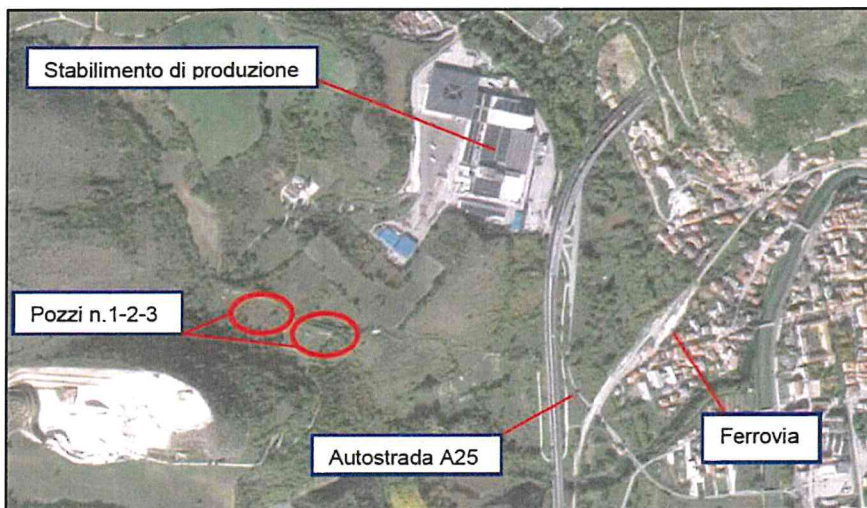 Stabilimento di produzione
Pozzi n.1-2-3
Autostrada A25
Ferrovia